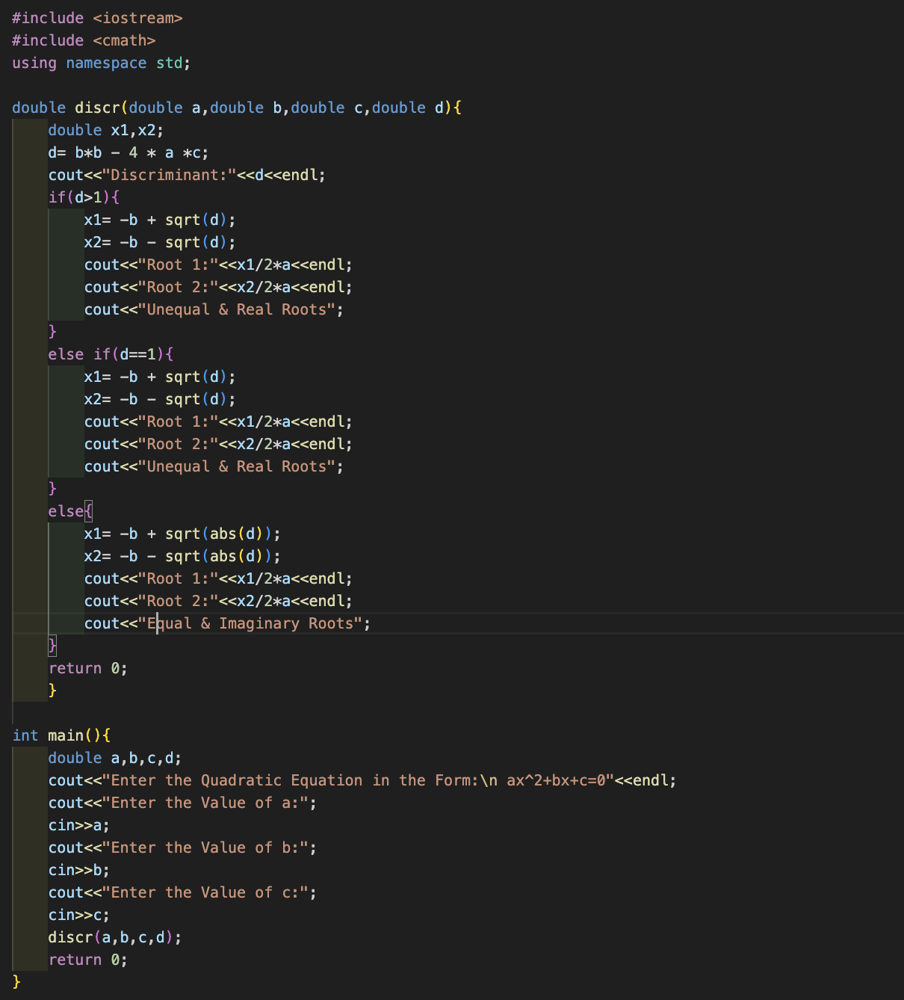 #include <iostream>
#include <cmath>
using namespace std;

double discr(double a,double b,double c,double d){
    double x1,x2;
    d= b*b - 4 * a *c;
    cout<<"Discriminant:"<<d<<endl;
    if(d>1){
        x1= -b + sqrt(d);
        x2= -b - sqrt(d);
        cout<<"Root 1:"<<x1/2*a<<endl;
        cout<<"Root 2:"<<x2/2*a<<endl;
        cout<<"Unequal & Real Roots";
    }
    else if(d==1){
        x1= -b + sqrt(d);
        x2= -b - sqrt(d);
        cout<<"Root 1:"<<x1/2*a<<endl;
        cout<<"Root 2:"<<x2/2*a<<endl;
        cout<<"Unequal & Real Roots";
    }
    else{
        x1= -b + sqrt(abs(d));
        x2= -b - sqrt(abs(d));
        cout<<"Root 1:"<<x1/2*a<<endl;
        cout<<"Root 2:"<<x2/2*a<<endl;
        cout<<"Equal & Imaginary Roots";
    }
    return 0;
    }

int main(){
    double a,b,c,d;
    cout<<"Enter the Quadratic Equation in the Form:\n ax^2+bx+c=0"<<endl;
    cout<<"Enter the Value of a:";
    cin>>a;
    cout<<"Enter the Value of b:";
    cin>>b;
    cout<<"Enter the Value of c:";
    cin>>c;
    discr(a,b,c,d);
    return 0;
}